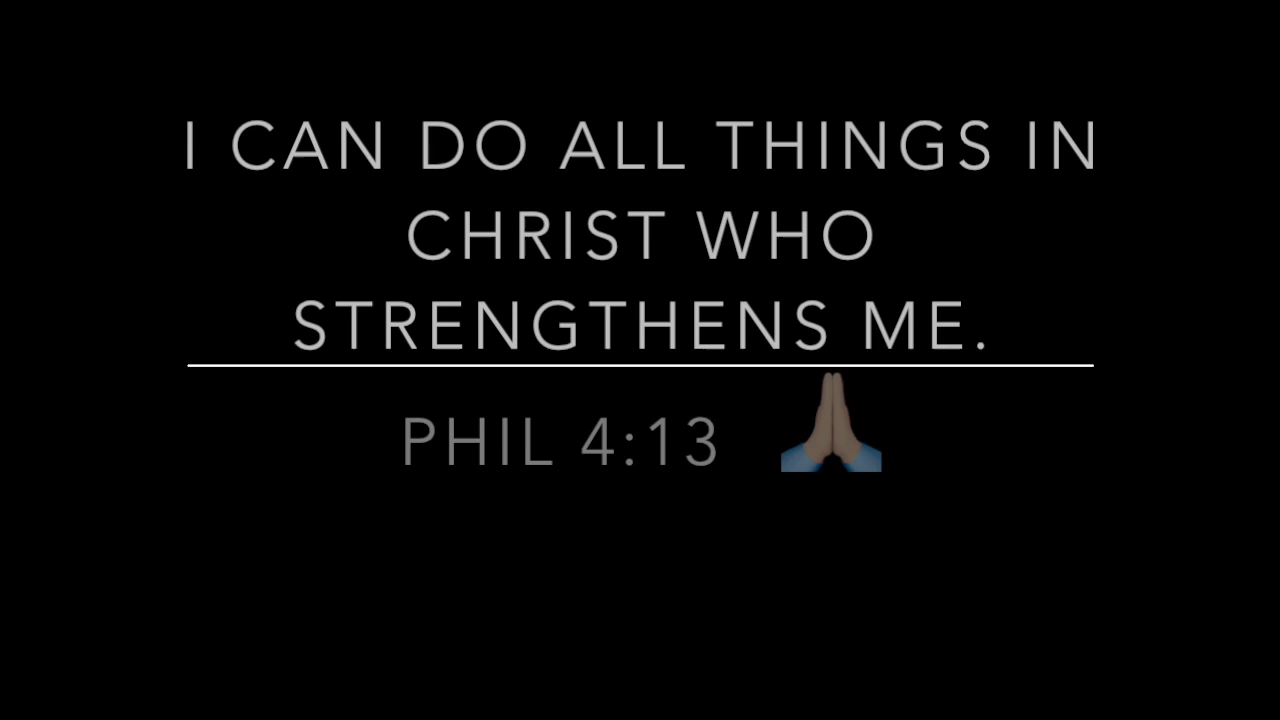 I CAN DO ALL THINGS IN
CHRIST WHO
STRENGTHENS ME.
PHIL 4:13 🙏🏼